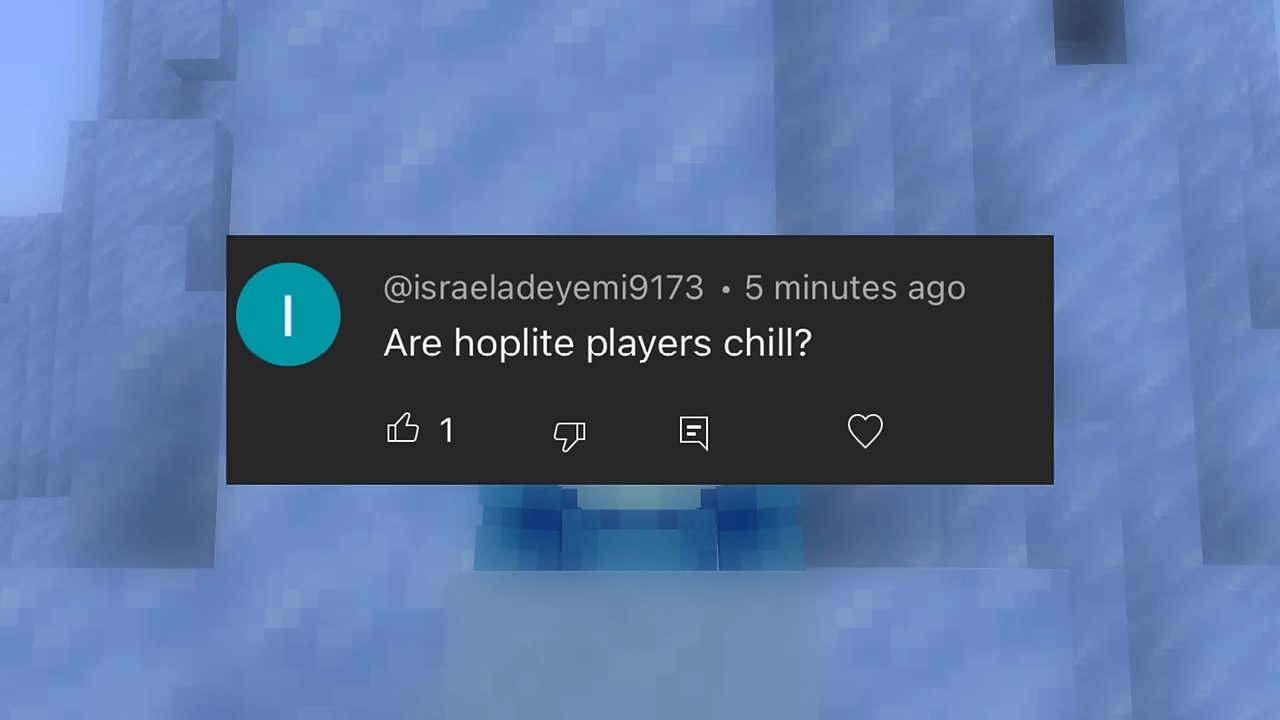 I
@israeladeyemi9173 • 5 minutes ago
Are hoplite players chill?
1